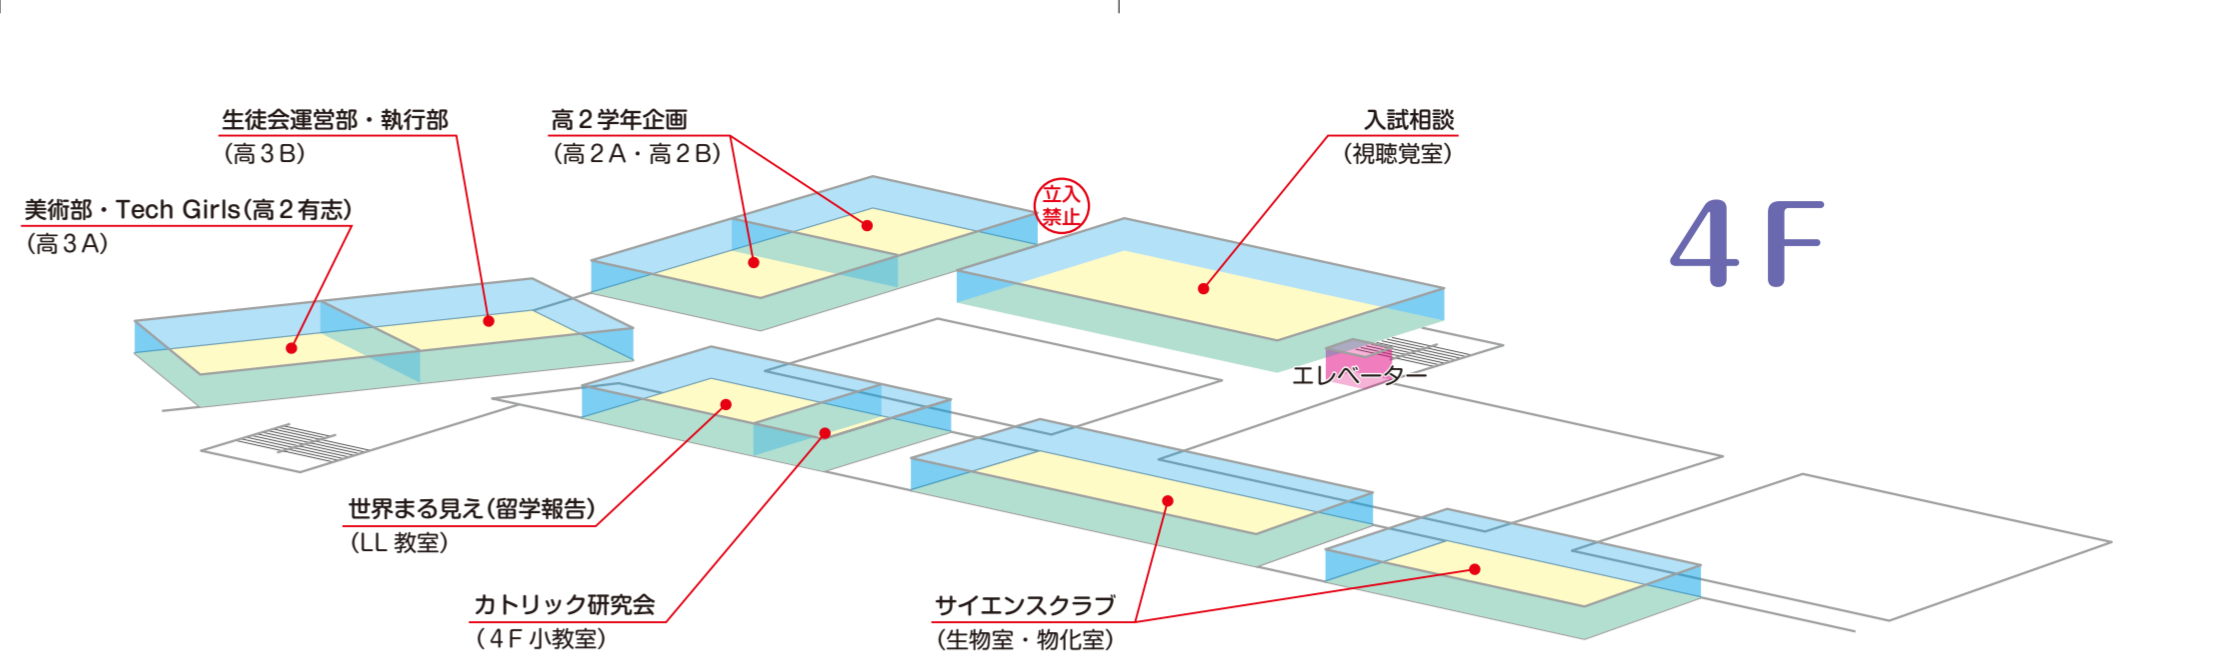 生徒会運営部・執行部
（高３Ｂ）
高２学年企画
（高２Ａ・高２Ｂ）
入試相談
（視聴覚室）
立入
禁止
美術部・Tech Girls（高２有志）
（高３Ａ）
４Ｆ
エレベーター
世界まる見え（留学報告）
（LL 教室）
カトリック研究会
（４Ｆ 小教室）
サイエンスクラブ
（生物室・物化室）